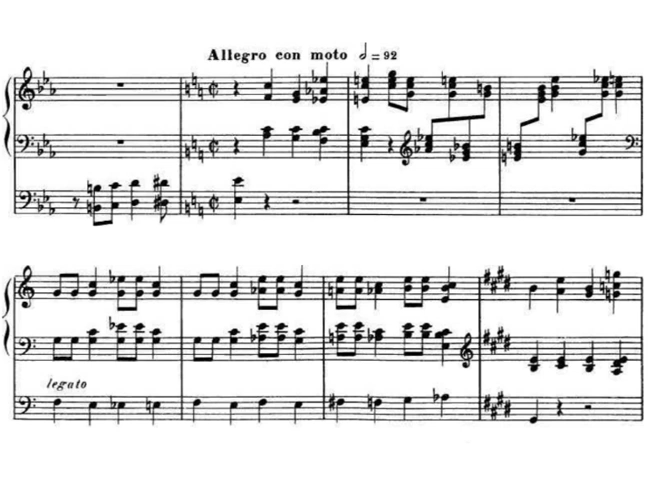 Allegro con moto 𝅗𝅥 = 92
legato